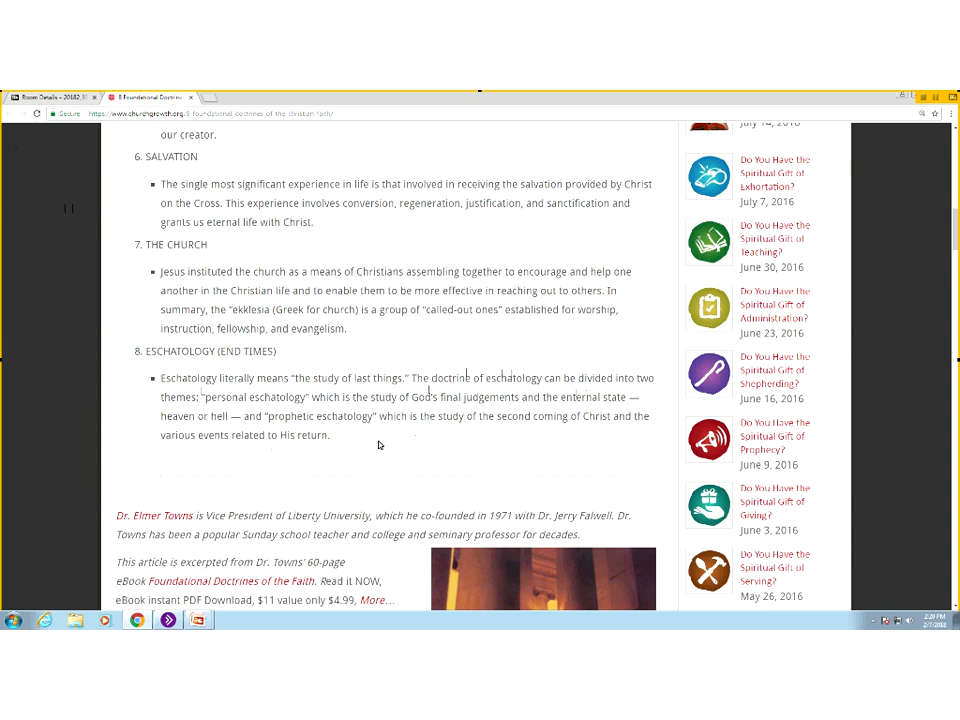 Room Details – 20182_B
8 Foundational Doctrin
Secure
https://www.churchgrowth.org/8-foundational-doctrines-of-the-christian-faith/
our creator.
6. SALVATION
▪ The single most significant experience in life is that involved in receiving the salvation provided by Christ
on the Cross. This experience involves conversion, regeneration, justification, and sanctification and
grants us eternal life with Christ.
7. THE CHURCH
▪ Jesus instituted the church as a means of Christians assembling together to encourage and help one
another in the Christian life and to enable them to be more effective in reaching out to others. In
summary, the "ekklesia (Greek for church) is a group of "called-out ones" established for worship,
instruction, fellowship, and evangelism.
8. ESCHATOLOGY (END TIMES)
▪ Eschatology literally means "the study of last things." The doctrine of eschatology can be divided into two
themes: "personal eschatology" which is the study of God's final judgements and the enternal state —
heaven or hell — and "prophetic eschatology" which is the study of the second coming of Christ and the
various events related to His return.
Dr. Elmer Towns is Vice President of Liberty University, which he co-founded in 1971 with Dr. Jerry Falwell. Dr.
Towns has been a popular Sunday school teacher and college and seminary professor for decades.
This article is excerpted from Dr. Towns' 60-page
eBook Foundational Doctrines of the Faith. Read it NOW,
eBook instant PDF Download, $11 value only $4.99, More...
July 14, 2016
Do You Have the
Spiritual Gift of
Exhortation?
July 7, 2016
Do You Have the
Spiritual Gift of
Teaching?
June 30, 2016
Do You Have the
Spiritual Gift of
Administration?
June 23, 2016
Do You Have the
Spiritual Gift of
Shepherding?
June 16, 2016
Do You Have the
Spiritual Gift of
Prophecy?
June 9, 2016
Do You Have the
Spiritual Gift of
Giving?
June 3, 2016
Do You Have the
Spiritual Gift of
Serving?
May 26, 2016
2:20 PM
2/7/2018